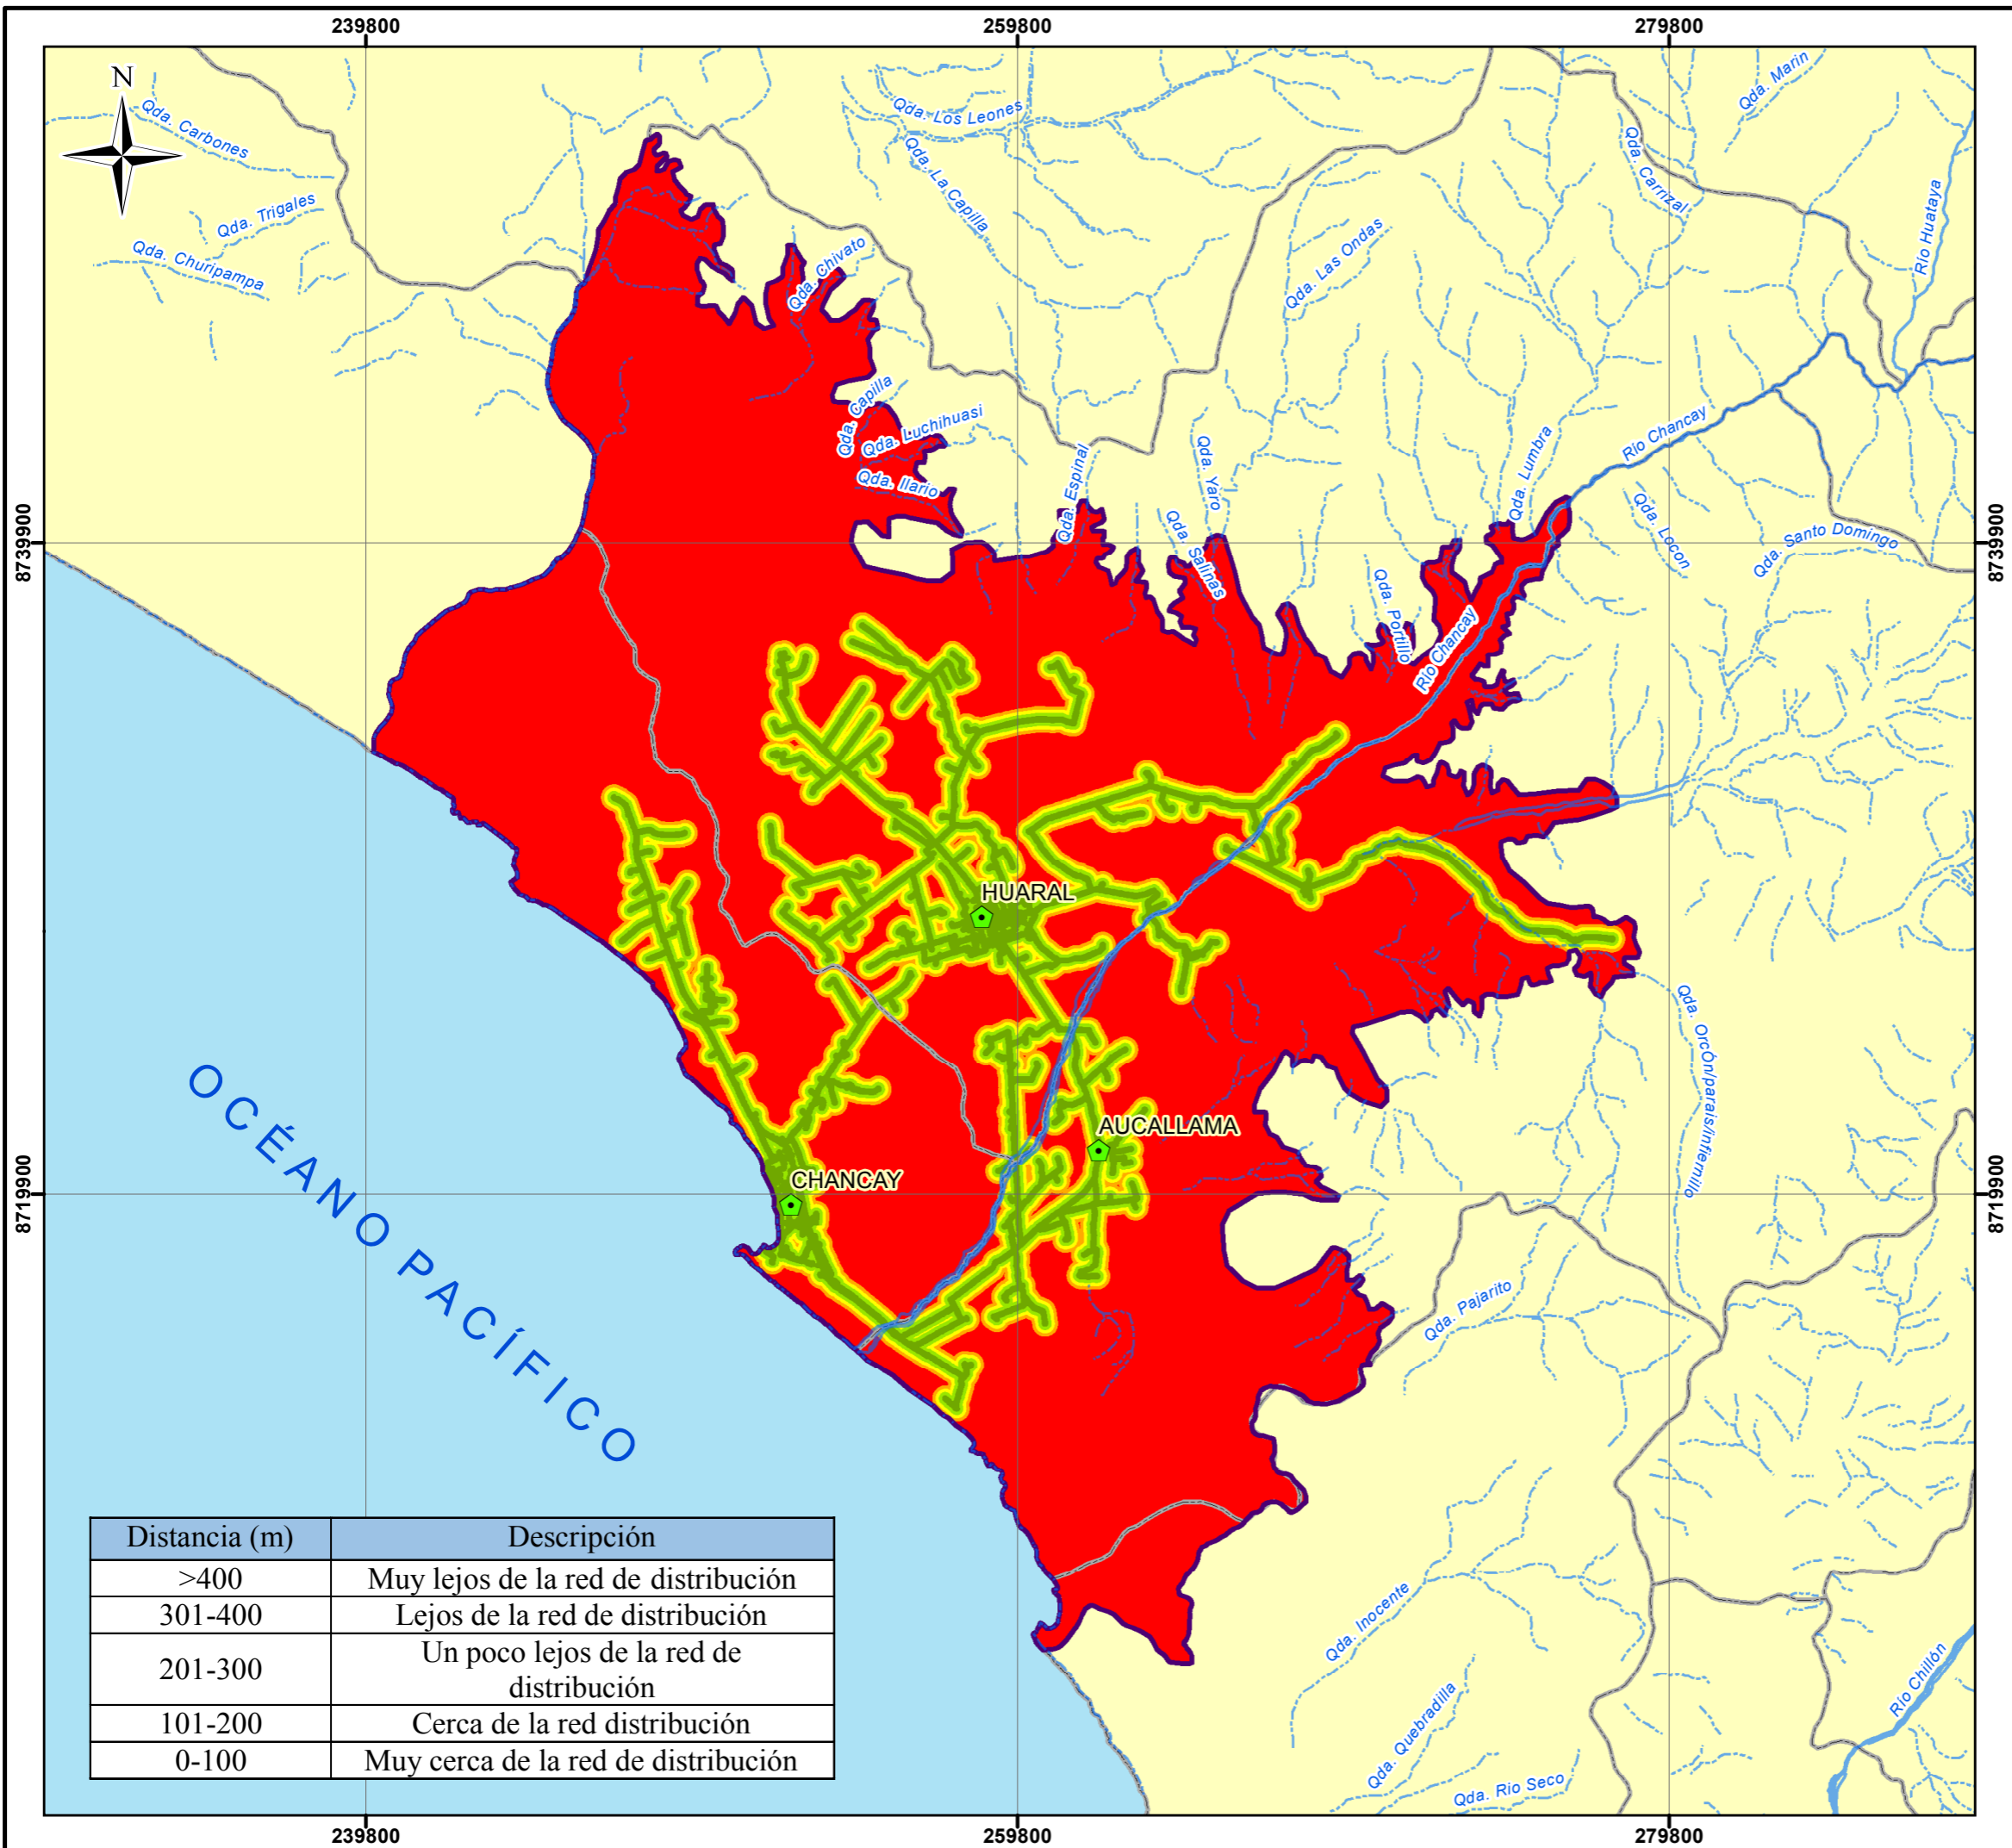 239800
259800
279800
N
Qda. Carbones
Qda. Trigales
Qda. Churipampa
Qda. Los Leones
Qda. La Capilla
Qda. Chivato
Qda. Marin
Qda. Carrizal
Rio Huataya
Qda. Las Ondas
Qda. Capilla
Qda. Luchihuasi
Qda. Ilario
Qda. Espinal
Qda. Yaro
Qda. Salinas
Qda. Lumbra
Rio Chancay
Qda. Locon
Qda. Santo Domingo
Qda. Portillo
Rio Chancay
8739900
8739900
HUARAL
Qda. OrcÓn/parais/infiernillo
AUCALLAMA
CHANCAY
8719900
8719900
OCÉANO PACÍFICO
Qda. Pajarito
Qda. Inocente
Qda. Quebradilla
Qda. Rio Seco
Rio Chillón
Distancia (m) Descripción
>400 Muy lejos de la red de distribución
301-400 Lejos de la red de distribución
201-300 Un poco lejos de la red de
distribución
101-200 Cerca de la red distribución
0-100 Muy cerca de la red de distribución
239800
259800
279800